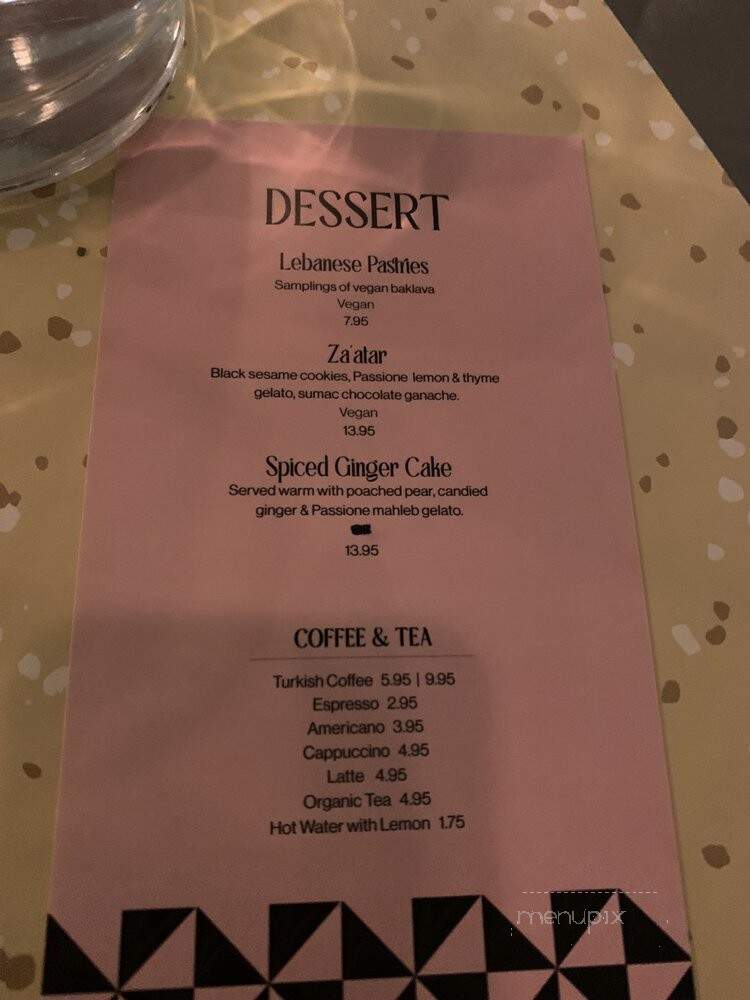 DESSERT
Lebanese Pastries
Samplings of vegan baklava
Vegan
7.95
Za'atar
Black sesame cookies, Passione lemon & thyme
gelato, sumac chocolate ganache.
Vegan
13.95
Spiced Ginger Cake
Served warm with poached pear, candied
ginger & Passione mahleb gelato.
13.95
COFFEE & TEA
Turkish Coffee 5.95 | 9.95
Espresso 2.95
Americano 3.95
Cappuccino 4.95
Latte 4.95
Organic Tea 4.95
Hot Water with Lemon 1.75
menupix